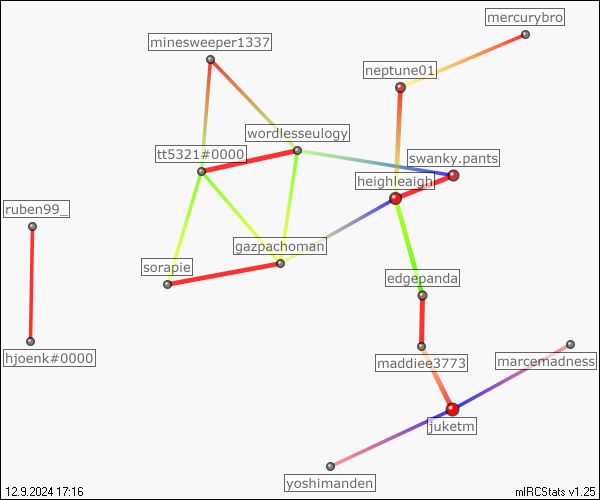 mercurybro
minesweeper1337
neptune01
wordlesseulogy
tt5321#0000
swanky.pants
heighleaigh
ruben99_
gazpachoman
sorapie
edgepanda
hjoenk#0000
maddiee3773
marcemadness
juketm
yoshimanden
12.9.2024 17:16
mIRCStats v1.25